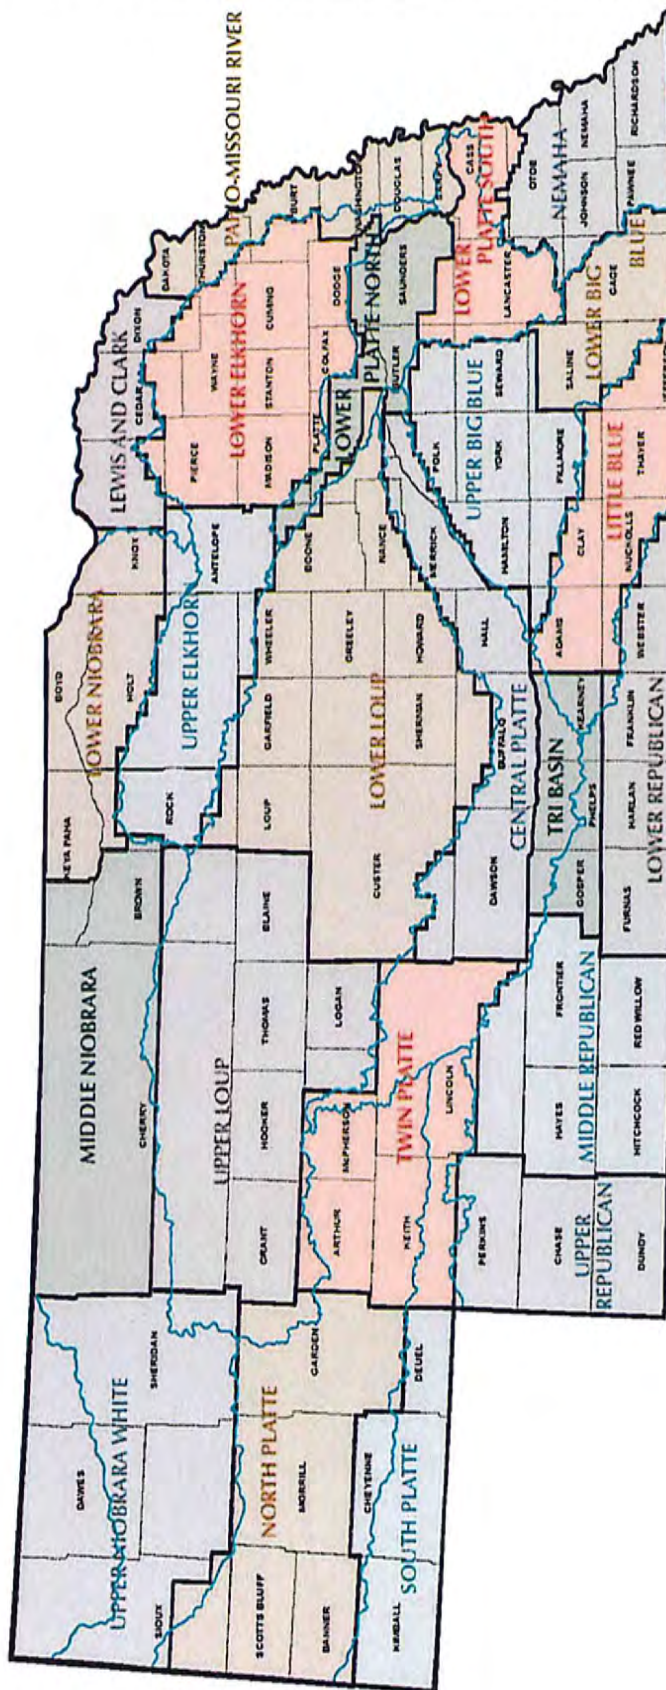 UPPER NIOBRARA WHITE
DAWES
SIOUX
SHERIDAN
NORTH PLATTE
SCOTTS BLUFF
BANNER
MORRILL
GARDEN
SOUTH PLATTE
KIMBALL
CHEYENNE
DEUEL
MIDDLE NIOBRARA
CHERRY
BROWN
KEYA PAHA
UPPER LOUP
GRANT
HOOKER
THOMAS
BLAINE
LOGAN
TWIN PLATTE
ARTHUR
MCPHERSON
KEITH
LINCOLN
UPPER
REPUBLICAN
PERKINS
CHASE
DUNDY
MIDDLE REPUBLICAN
HAYES
FRONTIER
HITCHCOCK
RED WILLOW
LOWER NIOBRARA
BOYD
HOLT
KNOX
UPPER ELKHORN
ROCK
ANTELOPE
LOWER LOUP
LOUP
GARFIELD
WHEELER
CUSTER
GREELEY
BOONE
NANCE
SHERMAN
HOWARD
CENTRAL PLATTE
DAWSON
BUFFALO
HALL
MERRICK
TRI BASIN
GOSPER
PHELPS
KEARNEY
LOWER REPUBLICAN
FURNAS
HARLAN
FRANKLIN
WEBSTER
LEWIS AND CLARK
CEDAR
DIXON
LOWER ELKHORN
PIERCE
WAYNE
MADISON
STANTON
CUMING
PLATTE
COLFAX
DODGE
PAPIO-MISSOURI RIVER
DAKOTA
THURSTON
BURT
WASHINGTON
DOUGLAS
SARPY
LOWER
PLATTE NORTH
BUTLER
SAUNDERS
UPPER BIG BLUE
POLK
HAMILTON
YORK
SEWARD
FILLMORE
LITTLE BLUE
ADAMS
CLAY
NUCKOLLS
THAYER
LOWER
PLATTE SOUTH
CASS
LANCASTER
LOWER BIG
BLUE
SALINE
GAGE
NEMAHA
OTOE
JOHNSON
NEMAHA
PAWNEE
RICHARDSON